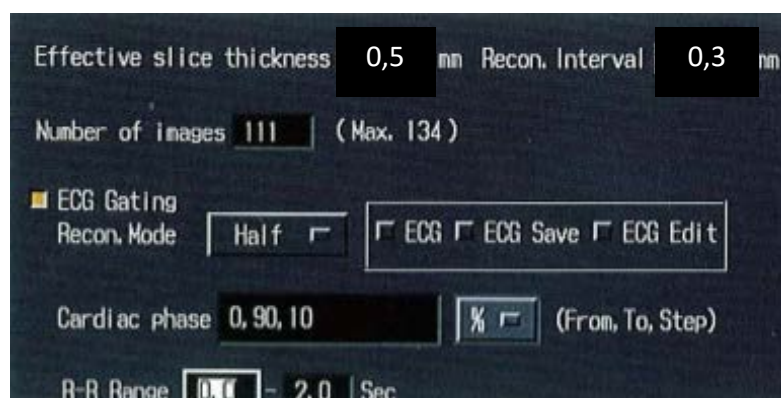 Effective slice thickness 0,5 mm Recon. Interval 0,3 mm
Number of images 111 (Max. 134)
ECG Gating
Recon. Mode Half ECG ECG Save ECG Edit
Cardiac phase 0, 90, 10 % (From, To, Step)
R-R Range - 2.0 Sec